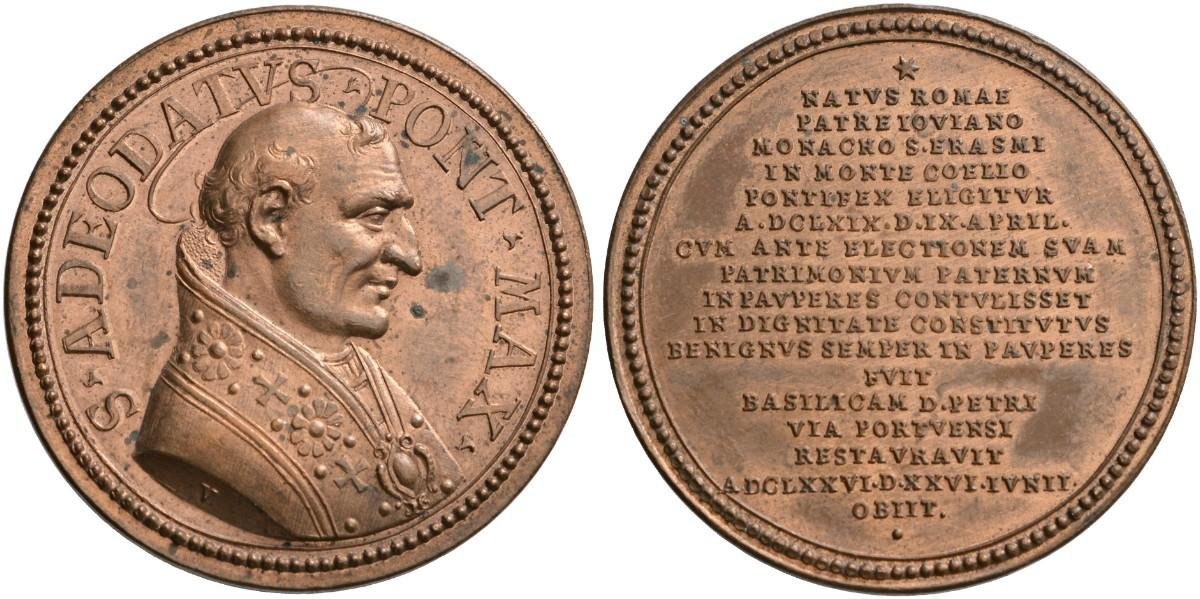 S · ADEODATVS · PONT · MAX ·
V
NATVS ROMAE
PATRE IOVIANO
MONACHO S. ERASMI
IN MONTE COELIO
PONTIFEX ELIGITVR
A · DCLXIX · D · IX · APRIL ·
CVM ANTE ELECTIONEM SVAM
PATRIMONIVM PATERNVM
IN PAVPERES CONTVLISSET
IN DIGNITATE CONSTITVTVS
BENIGNVS SEMPER IN PAVPERES
FVIT
BASILICAM D. PETRI
VIA PORTVENSI
RESTAVRAVIT
A DCLXXVI · D · XXVI · IVNII ·
OBIIT.